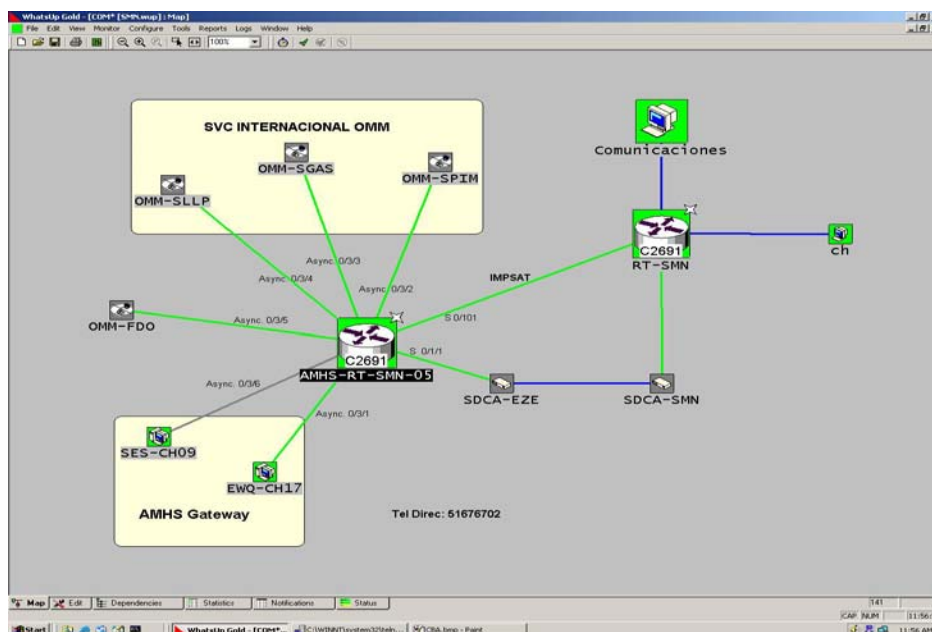 WhatsUp Gold - [COM* [SMN.wup] : Map]
File Edit View Monitor Configure Tools Reports Logs Window Help
100%
SVC INTERNACIONAL OMM
OMM-SGAS
OMM-SPIM
OMM-SLLP
Comunicaciones
C2691
RT-SMN
ch
Async. 0/3/3
Async. 0/3/4
Async. 0/3/2
IMPSAT
OMM-FDO
Async. 0/3/5
S 0/101
C2691
AMHS-RT-SMN-05
S 0/1/1
SDCA-EZE
SDCA-SMN
Async. 0/3/6
Async. 0/3/1
SES-CH09
EWQ-CH17
AMHS Gateway
Tel Direc: 51676702
Map Edit Dependencies Statistics Notifications Status
141
CAP NUM 11:56
Start WhatsUp Gold - [COM*... C:\WINNT\system32\teln... CBA.bmp - Paint 11:56 AM